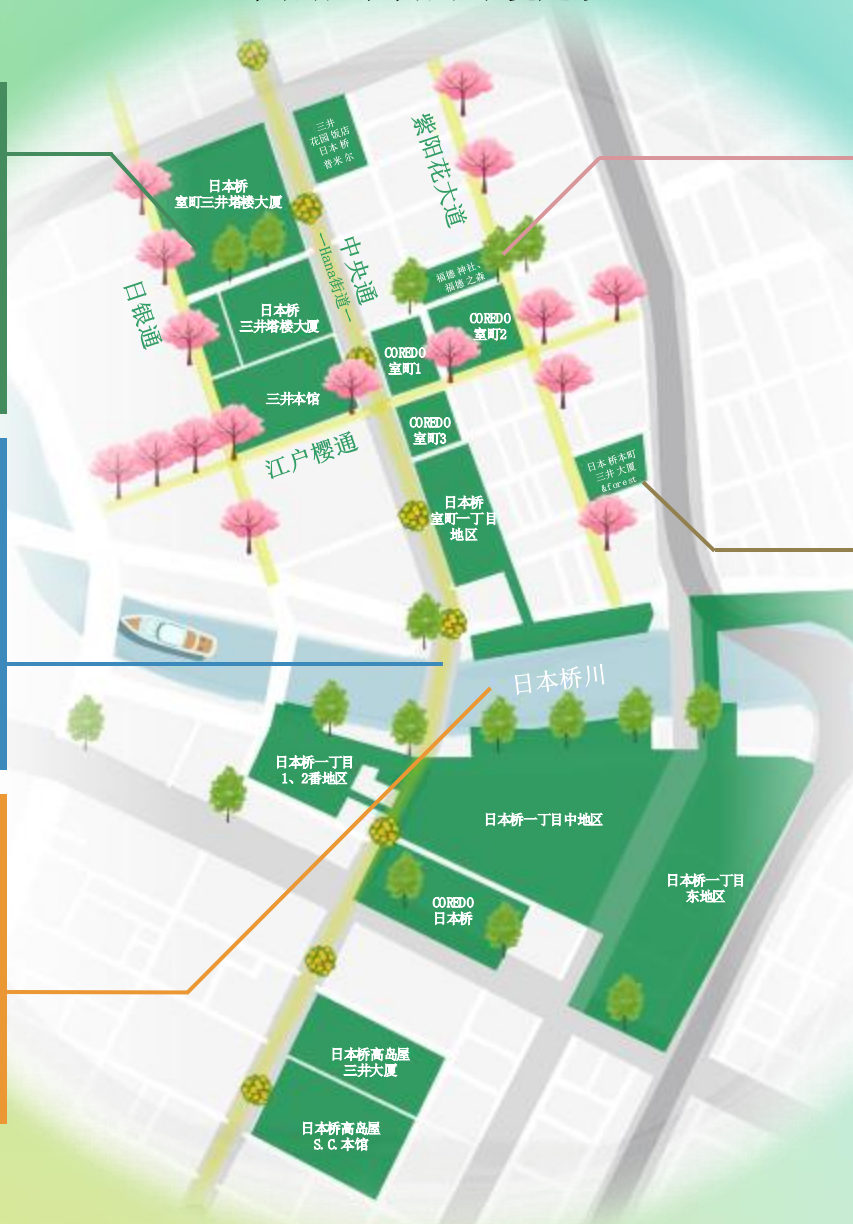 三井
花园饭店
日本桥
普米尔
紫阳花大道
日本桥
室町三井塔楼大厦
中央通
—Hana街道—
福德神社、
福德之森
日银通
日本桥
三井塔楼大厦
COREDO
室町2
COREDO
室町1
三井本馆
COREDO
室町3
江户樱通
日本桥本町
三井大厦
&forest
日本桥
室町一丁目
地区
日本桥川
日本桥一丁目
1、2番地区
日本桥一丁目中地区
日本桥一丁目
东地区
COREDO
日本桥
日本桥高岛屋
三井大厦
日本桥高岛屋
S.C.本馆